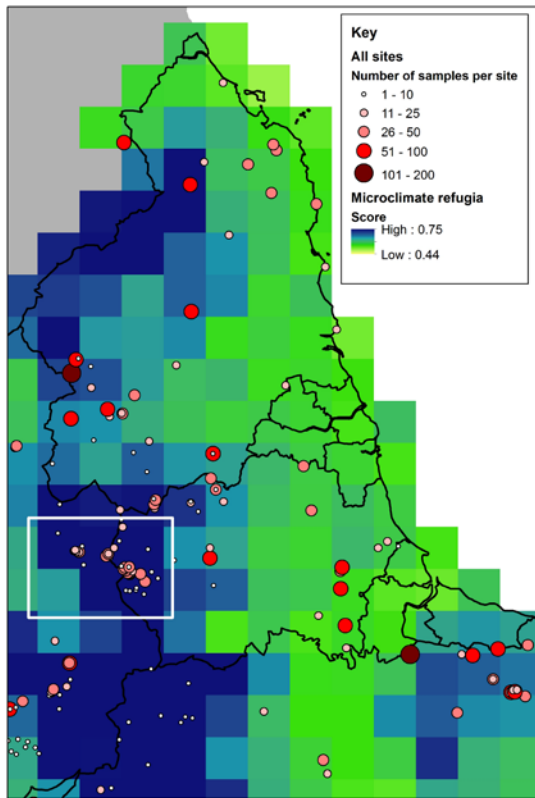 Key
All sites
Number of samples per site
1 - 10
11 - 25
26 - 50
51 - 100
101 - 200
Microclimate refugia
Score
High : 0.75
Low : 0.44